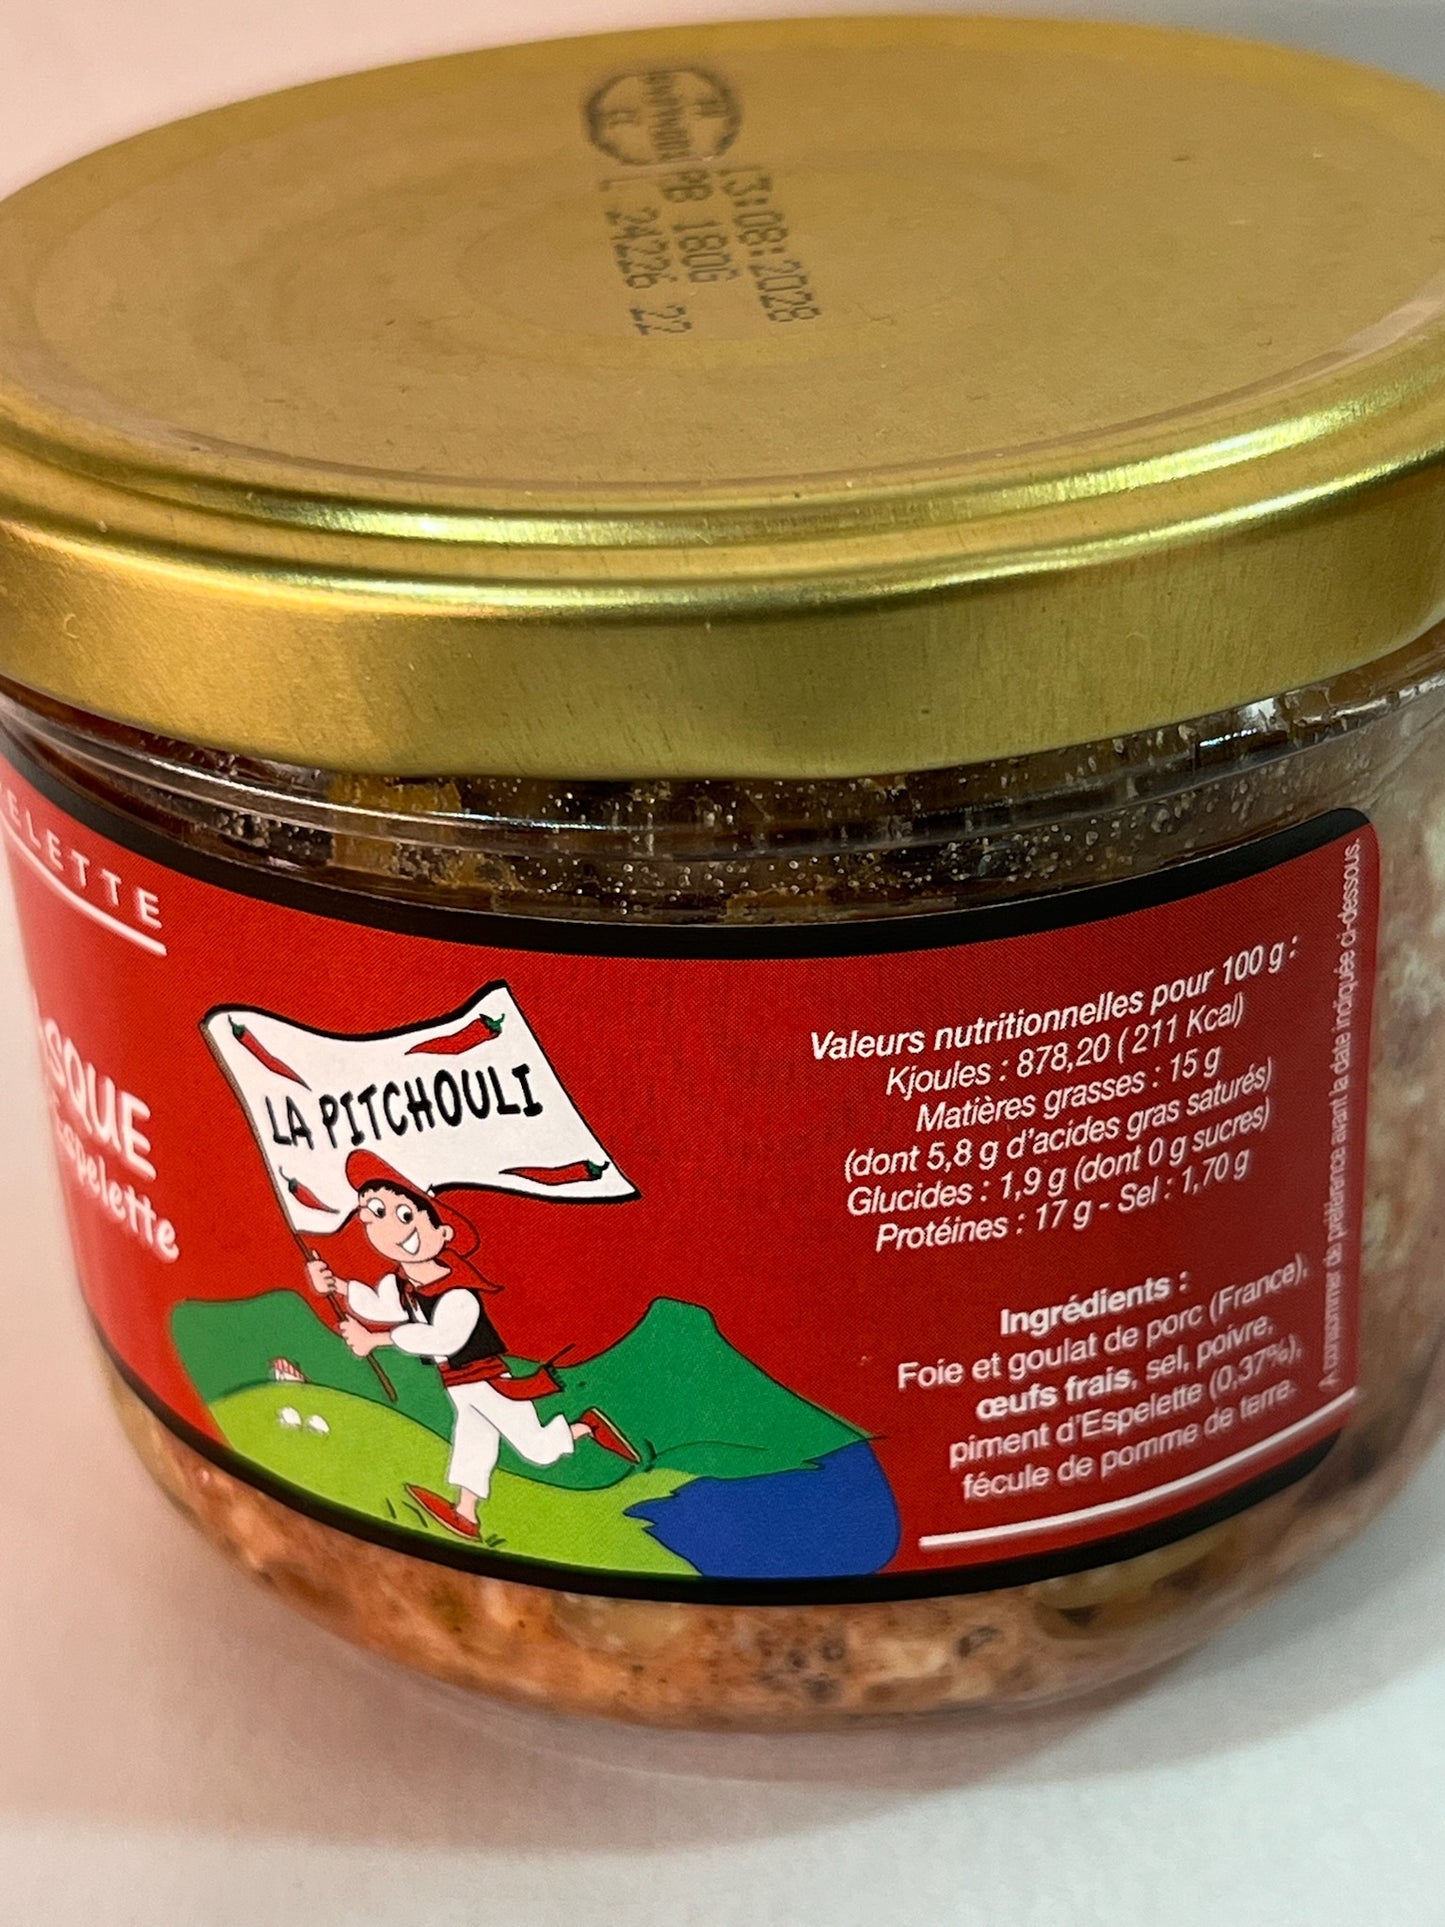 13:08:2028
PB 180G
L 24226 22
ELETTE
SQUE
Espelette
LA PITCHOULI
Valeurs nutritionnelles pour 100 g :
Kjoules : 878,20 ( 211 Kcal)
Matières grasses : 15 g
(dont 5,8 g d'acides gras saturés)
Glucides : 1,9 g (dont 0 g sucres)
Protéines : 17 g - Sel : 1,70 g
Ingrédients :
Foie et goulat de porc (France),
œufs frais, sel, poivre,
piment d'Espelette (0,37%),
fécule de pomme de terre.
A consommer de préférence avant la date indiquée ci-dessous.